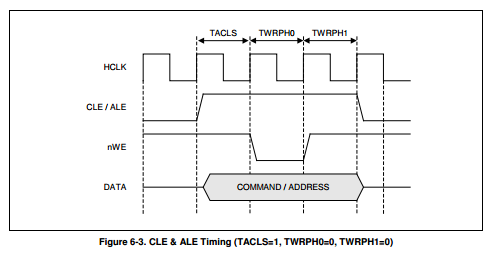 TACLS TWRPH0 TWRPH1
HCLK
CLE / ALE
nWE
DATA COMMAND / ADDRESS
Figure 6-3. CLE & ALE Timing (TACLS=1, TWRPH0=0, TWRPH1=0)